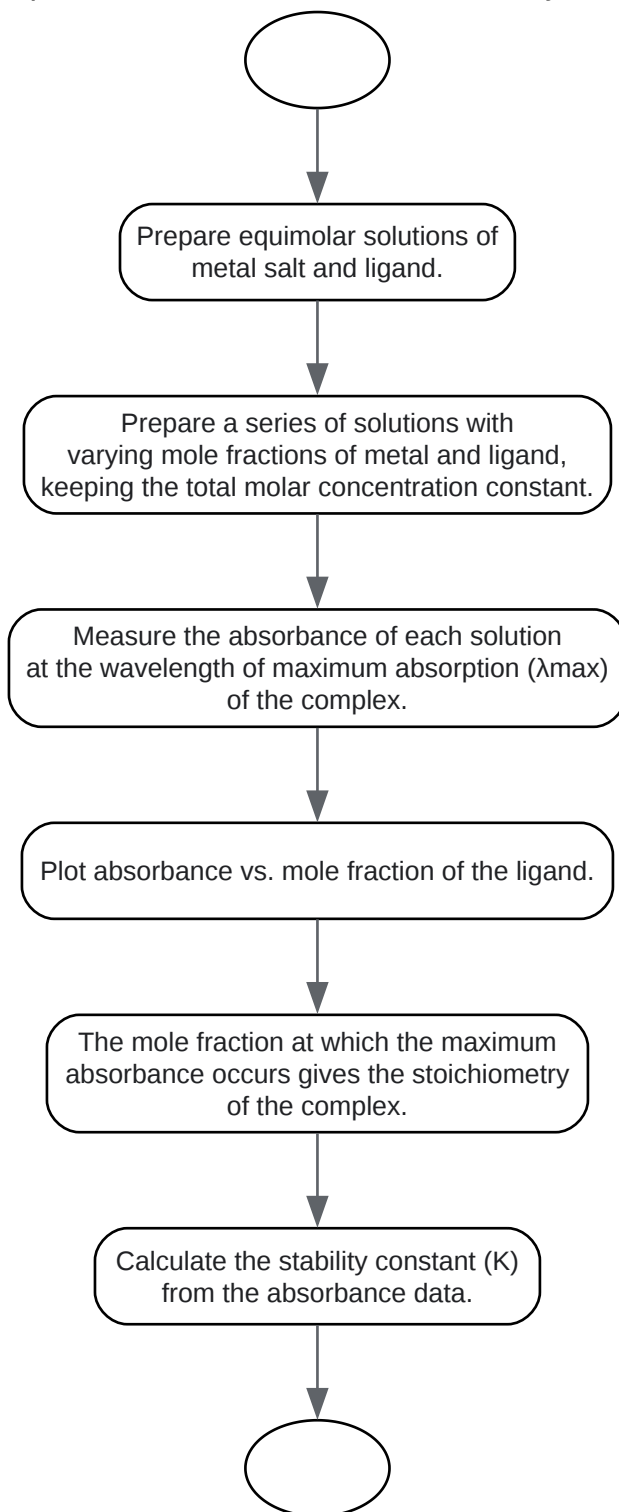 Prepare equimolar solutions of
metal salt and ligand.
Prepare a series of solutions with
varying mole fractions of metal and ligand,
keeping the total molar concentration constant.
Measure the absorbance of each solution
at the wavelength of maximum absorption (λmax)
of the complex.
Plot absorbance vs. mole fraction of the ligand.
The mole fraction at which the maximum
absorbance occurs gives the stoichiometry
of the complex.
Calculate the stability constant (K)
from the absorbance data.